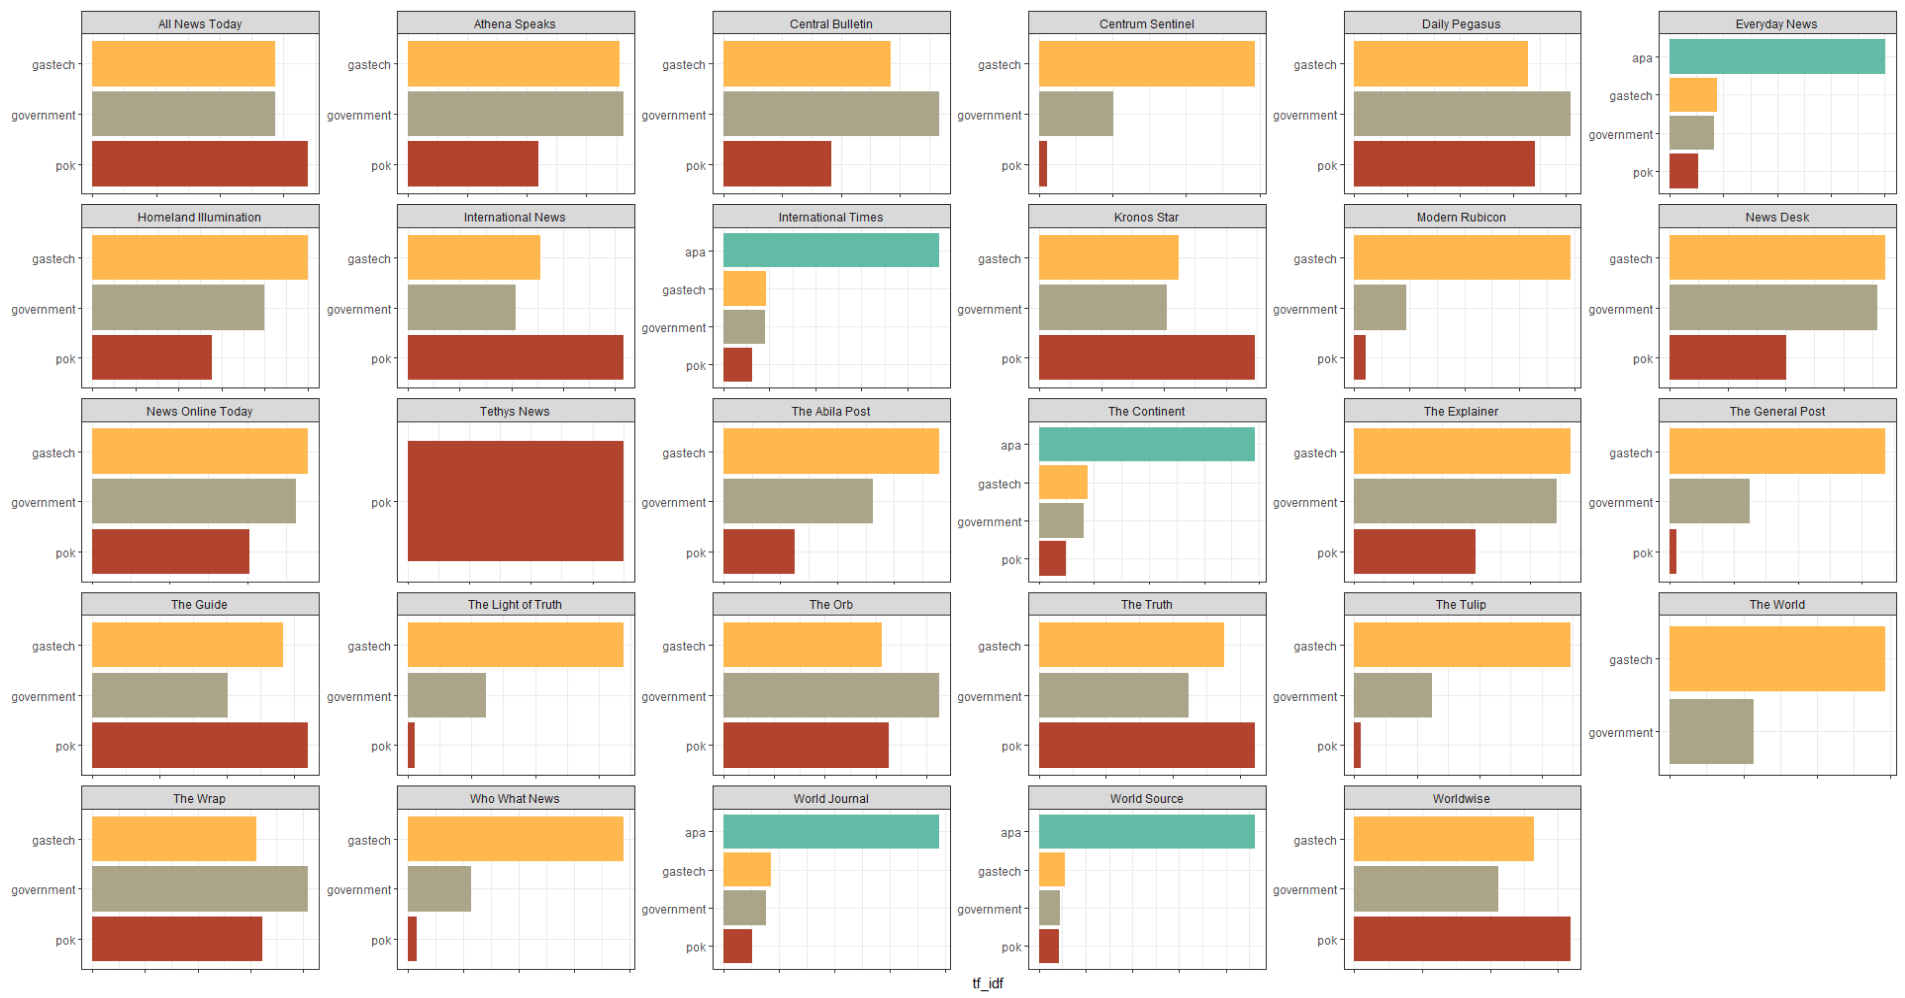 All News Today
gastech
government
pok
Athena Speaks
gastech
government
pok
Central Bulletin
gastech
government
pok
Centrum Sentinel
gastech
government
pok
Daily Pegasus
gastech
government
pok
Everyday News
apa
gastech
government
pok
Homeland Illumination
gastech
government
pok
International News
gastech
government
pok
International Times
apa
gastech
government
pok
Kronos Star
gastech
government
pok
Modern Rubicon
gastech
government
pok
News Desk
gastech
government
pok
News Online Today
gastech
government
pok
Tethys News
pok
The Abila Post
gastech
government
pok
The Continent
apa
gastech
government
pok
The Explainer
gastech
government
pok
The General Post
gastech
government
pok
The Guide
gastech
government
pok
The Light of Truth
gastech
government
pok
The Orb
gastech
government
pok
The Truth
gastech
government
pok
The Tulip
gastech
government
pok
The World
gastech
government
The Wrap
gastech
government
pok
Who What News
gastech
government
pok
World Journal
apa
gastech
government
pok
World Source
apa
gastech
government
pok
Worldwise
gastech
government
pok
tf_idf